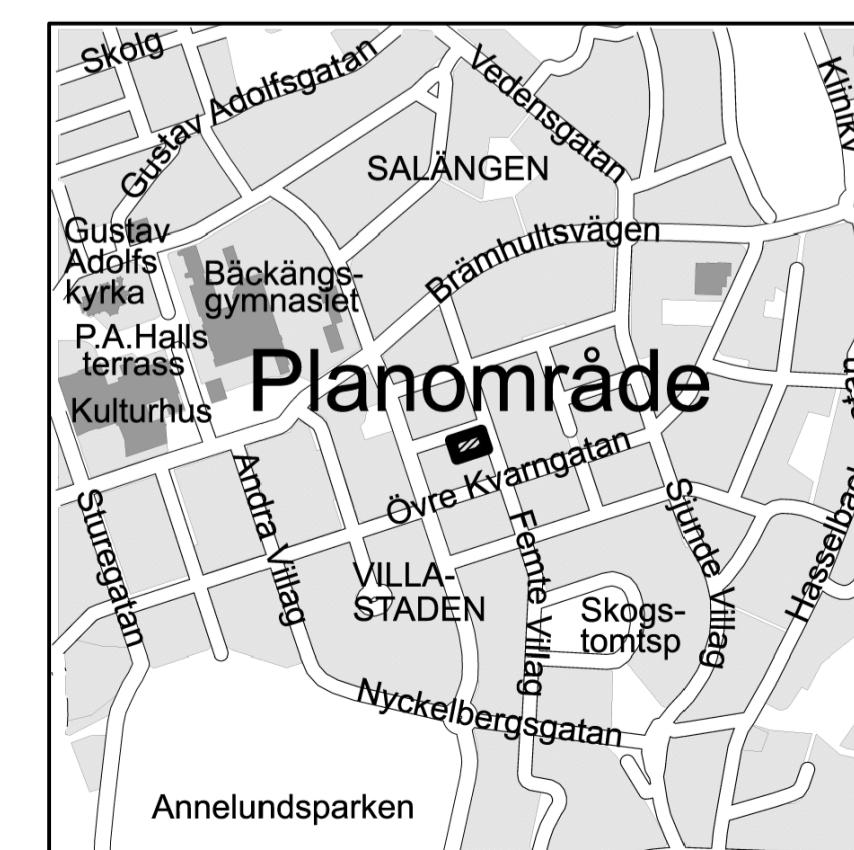 Skolg
Gustav Adolfsgatan
Vedensgatan
SALÄNGEN
Gustav
Adolfs
kyrka
Brämhultsvägen
Bäckängs-
gymnasiet
P.A.Halls
terrass
Kulturhus
Planområde
Övre Kvarngatan
Sturegatan
Andra Villag
Femte Villag
Sjunde Villag
Hasselbac
VILLA-
STADEN
Skogs-
tomtsp
Nyckelbergsgatan
Annelundsparken